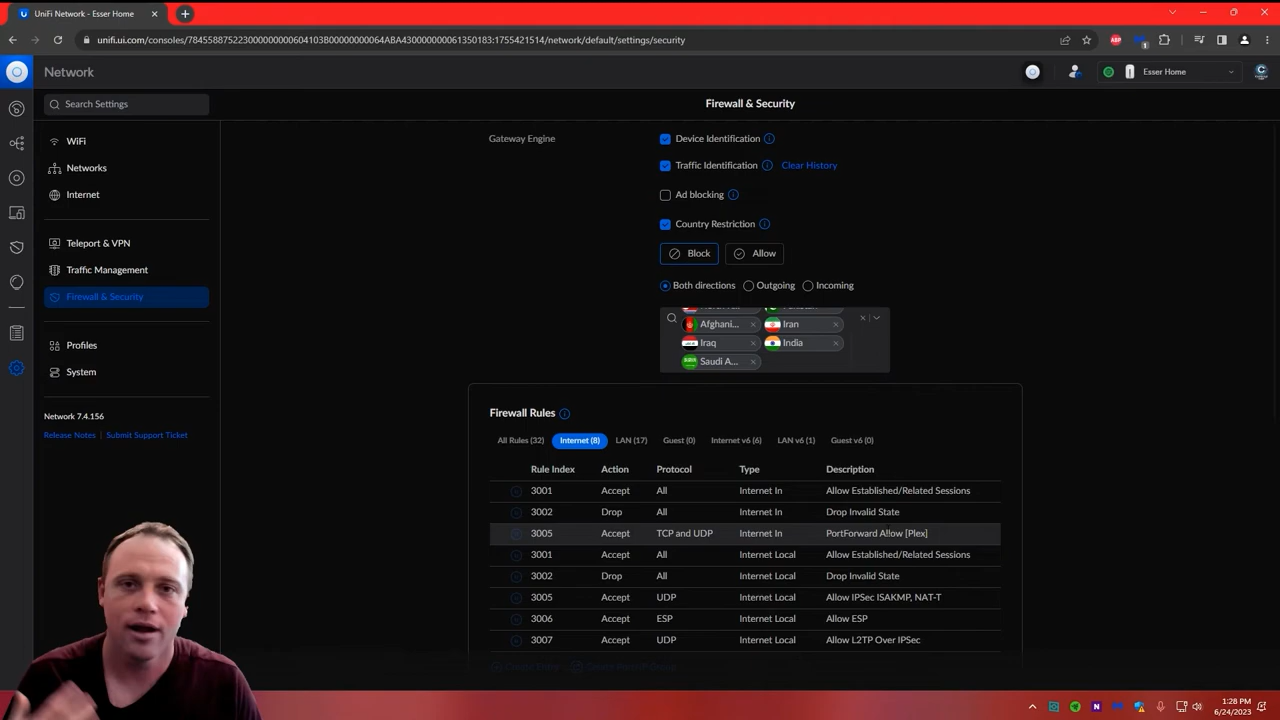 UniFi Network - Esser Home
unifi.ui.com/consoles/7845588752230000000006041​03B00000000064ABA43000000061350183:1755421514/network/default/settings/security
ABP
1
Network
Esser Home
Search Settings
Firewall & Security
WiFi
Networks
Internet
Teleport & VPN
Traffic Management
Firewall & Security
Profiles
System
Network 7.4.156
Release Notes Submit Support Ticket
Gateway Engine
Device Identification
Traffic Identification Clear History
Ad blocking
Country Restriction
Block Allow
Both directions Outgoing Incoming
Afghani... Iran
Iraq India
Saudi A...
Firewall Rules
All Rules (32) Internet (8) LAN (17) Guest (0) Internet v6 (6) LAN v6 (1) Guest v6 (0)
Rule Index Action Protocol Type Description
3001 Accept All Internet In Allow Established/Related Sessions
3002 Drop All Internet In Drop Invalid State
3005 Accept TCP and UDP Internet In PortForward Allow [Plex]
3001 Accept All Internet Local Allow Established/Related Sessions
3002 Drop All Internet Local Drop Invalid State
3005 Accept UDP Internet Local Allow IPSec ISAKMP, NAT-T
3006 Accept ESP Internet Local Allow ESP
3007 Accept UDP Internet Local Allow L2TP Over IPSec
Create Entry
1:28 PM
6/24/2023